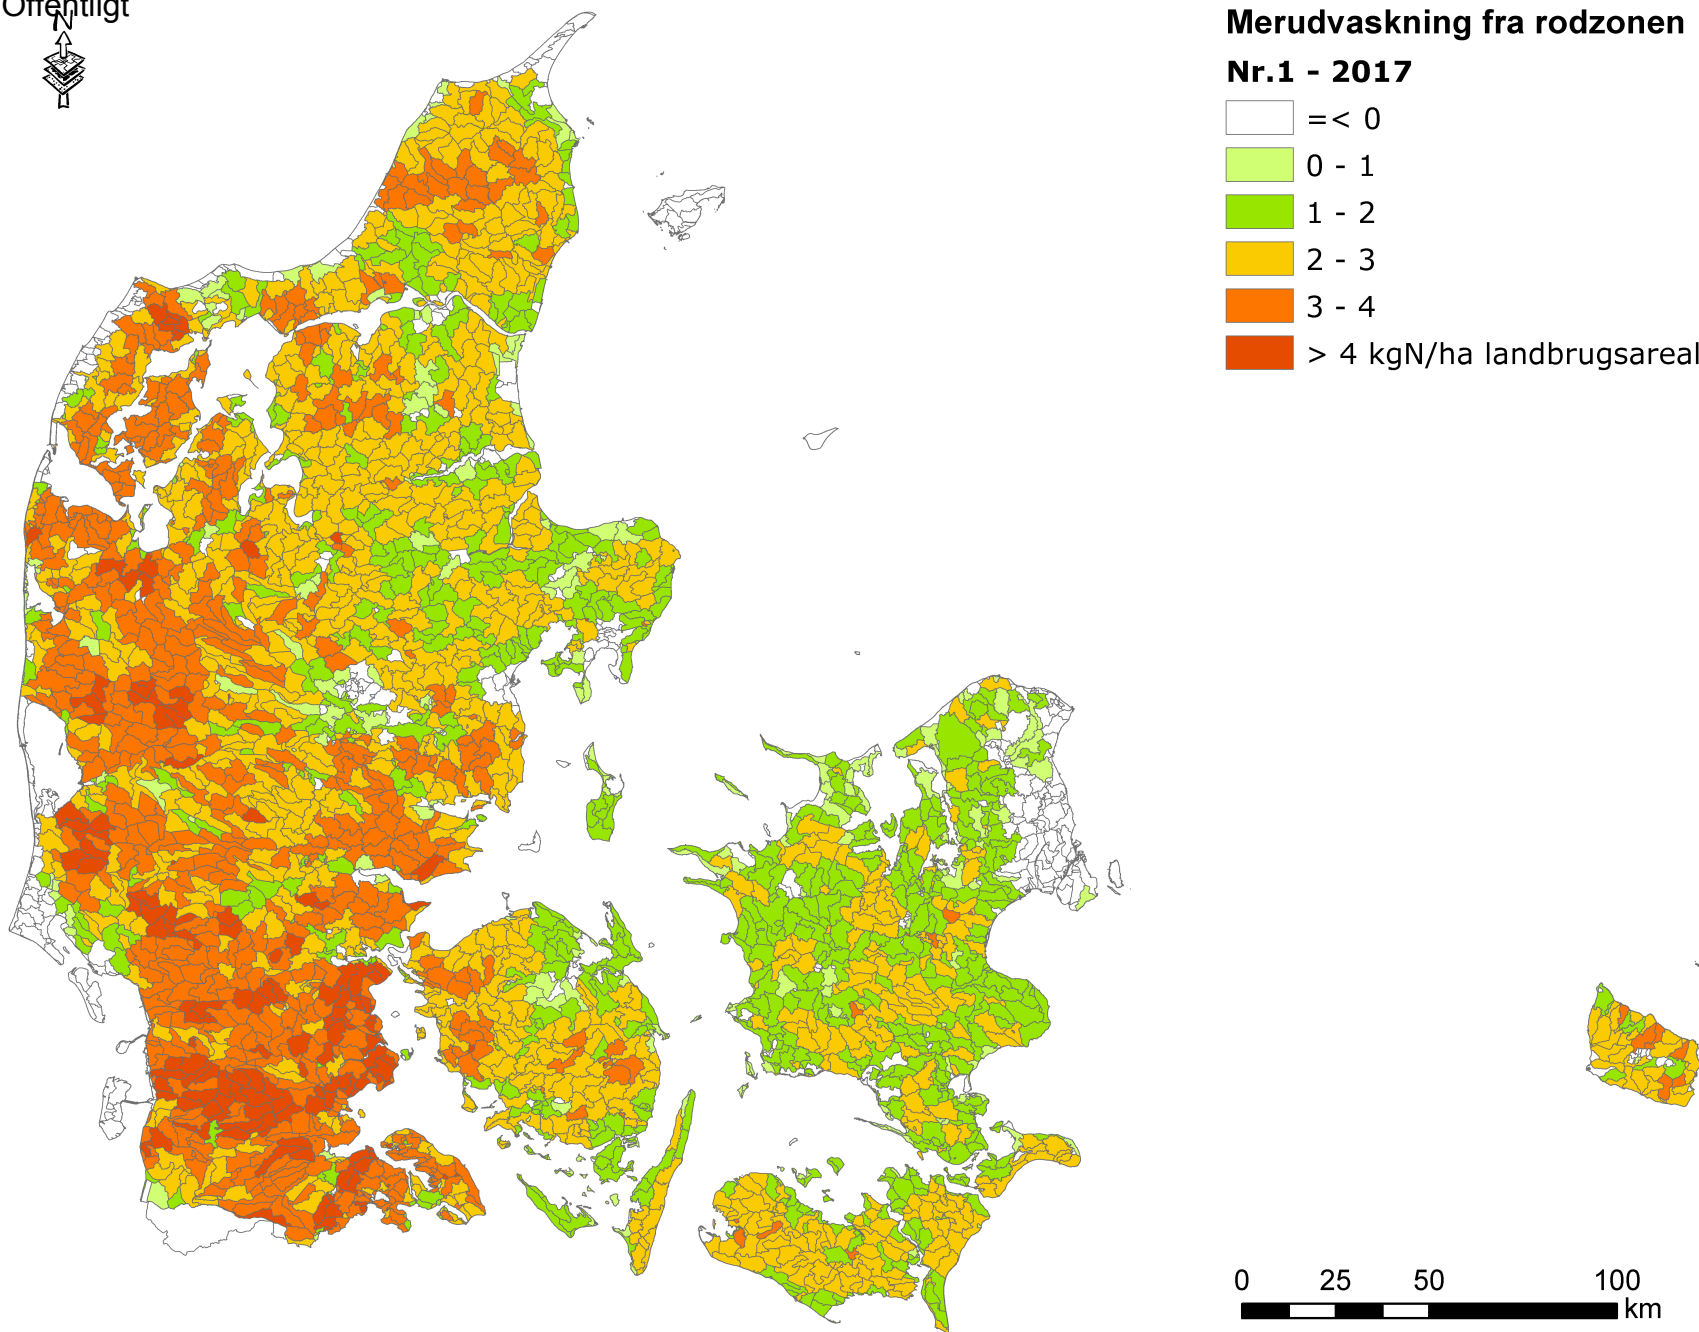 Offentligt
N
Merudvaskning fra rodzonen
Nr.1 - 2017
=< 0
0 - 1
1 - 2
2 - 3
3 - 4
> 4 kgN/ha landbrugsareal
0 25 50 100
km